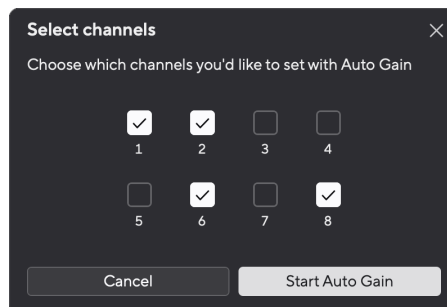 Select channels
Choose which channels you'd like to set with Auto Gain
1 2 3 4
5 6 7 8
Cancel Start Auto Gain